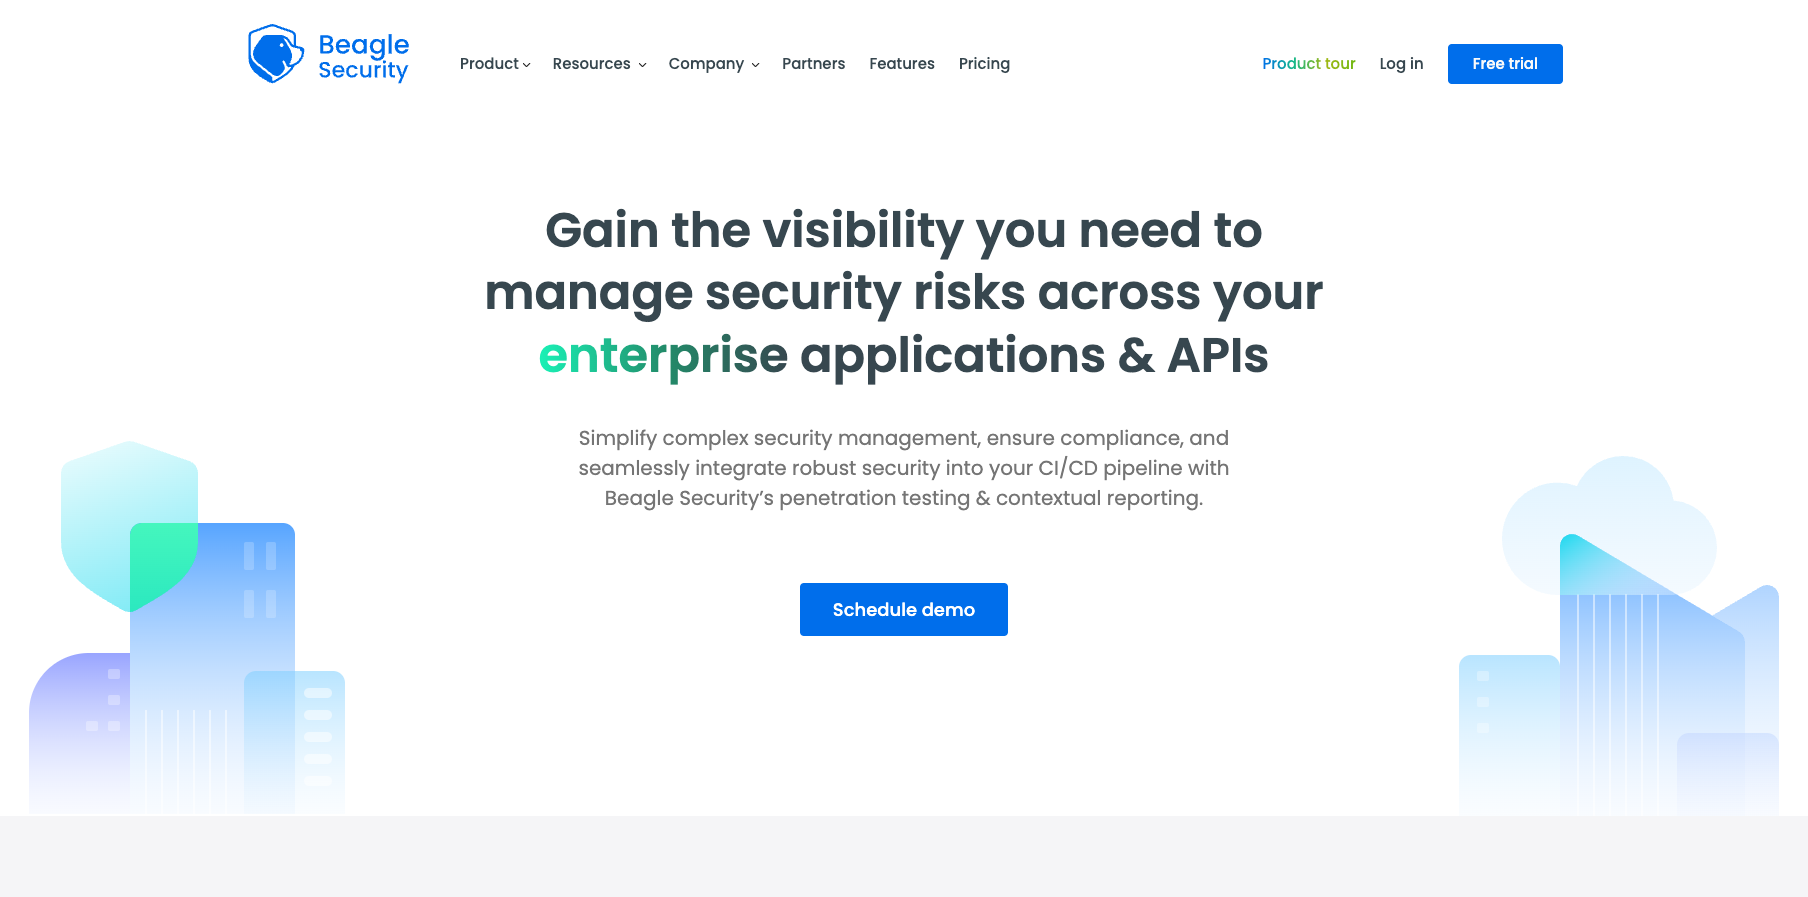 Beagle
Security
Product
Resources
Company
Partners
Features
Pricing
Product tour
Log in
Free trial
Gain the visibility you need to
manage security risks across your
enterprise applications & APIs
Simplify complex security management, ensure compliance, and
seamlessly integrate robust security into your CI/CD pipeline with
Beagle Security’s penetration testing & contextual reporting.
Schedule demo